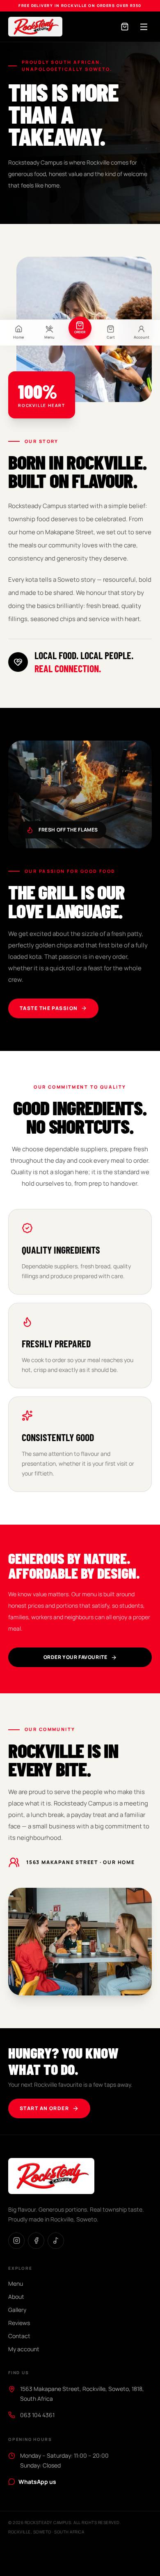 FREE DELIVERY IN ROCKVILLE ON ORDERS OVER R350
Rocksteady
CAMPUS
PROUDLY SOUTH AFRICAN.
UNAPOLOGETICALLY SOWETO.
THIS IS MORE
THAN A
TAKEAWAY.
Rocksteady Campus is where Rockville comes for
generous food, honest value and the kind of welcome
that feels like home.
Home
Menu
Cart
Account
100%
ROCKVILLE HEART
OUR STORY
BORN IN ROCKVILLE.
BUILT ON FLAVOUR.
Rocksteady Campus started with a simple belief:
township food deserves to be celebrated. From
our home on Makapane Street, we set out to serve
the meals our community loves with the care,
consistency and generosity they deserve.
Every kota tells a Soweto story — resourceful, bold
and made to be shared. We honour that story by
doing the basics brilliantly: fresh bread, quality
fillings, seasoned chips and service with heart.
LOCAL FOOD. LOCAL PEOPLE.
REAL CONNECTION.
FRESH OFF THE FLAMES
OUR PASSION FOR GOOD FOOD
THE GRILL IS OUR
LOVE LANGUAGE.
We get excited about the sizzle of a fresh patty,
perfectly golden chips and that first bite of a fully
loaded kota. That passion is in every order,
whether it is a quick roll or a feast for the whole
crew.
TASTE THE PASSION
OUR COMMITMENT TO QUALITY
GOOD INGREDIENTS.
NO SHORTCUTS.
We choose dependable suppliers, prepare fresh
throughout the day and cook every meal to order.
Quality is not a slogan here; it is the standard we
hold ourselves to, from prep to handover.
QUALITY INGREDIENTS
Dependable suppliers, fresh bread, quality
fillings and produce prepared with care.
FRESHLY PREPARED
We cook to order so your meal reaches you
hot, crisp and exactly as it should be.
CONSISTENTLY GOOD
The same attention to flavour and
presentation, whether it is your first visit or
your fiftieth.
GENEROUS BY NATURE.
AFFORDABLE BY DESIGN.
We know value matters. Our menu is built around
honest prices and portions that satisfy, so students,
families, workers and neighbours can all enjoy a proper
meal.
ORDER YOUR FAVOURITE
OUR COMMUNITY
ROCKVILLE IS IN
EVERY BITE.
We are proud to serve the people who make this
place what it is. Rocksteady Campus is a meeting
point, a lunch break, a payday treat and a familiar
face — a small business with a big commitment to
its neighbourhood.
1563 MAKAPANE STREET · OUR HOME
HUNGRY? YOU KNOW
WHAT TO DO.
Your next Rockville favourite is a few taps away.
START AN ORDER
Rocksteady
CAMPUS
Big flavour. Generous portions. Real township taste.
Proudly made in Rockville, Soweto.
EXPLORE
Menu
About
Gallery
Reviews
Contact
My account
FIND US
1563 Makapane Street, Rockville, Soweto, 1818,
South Africa
063 104 4361
OPENING HOURS
Monday – Saturday: 11:00 – 20:00
Sunday: Closed
WhatsApp us
© 2025 ROCKSTEADY CAMPUS. ALL RIGHTS RESERVED.
ROCKVILLE, SOWETO, SOUTH AFRICA